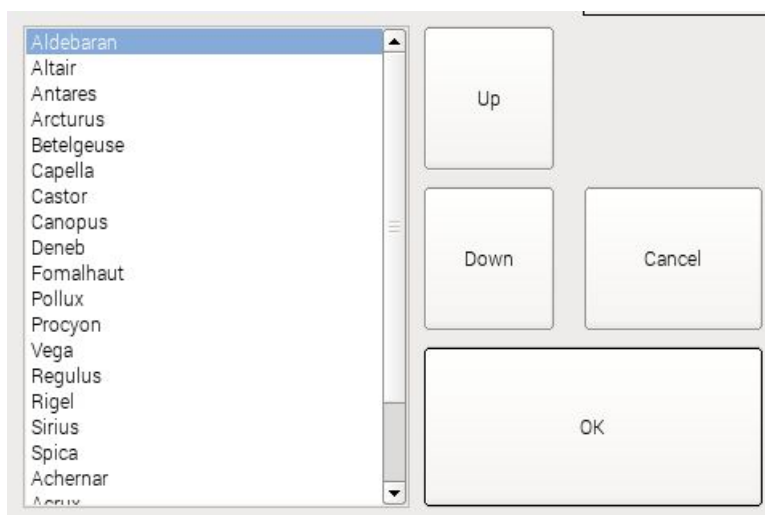 Aldebaran
Altair
Antares
Arcturus
Betelgeuse
Capella
Castor
Canopus
Deneb
Fomalhaut
Pollux
Procyon
Vega
Regulus
Rigel
Sirius
Spica
Achernar
Acrux
Up
Down
Cancel
OK